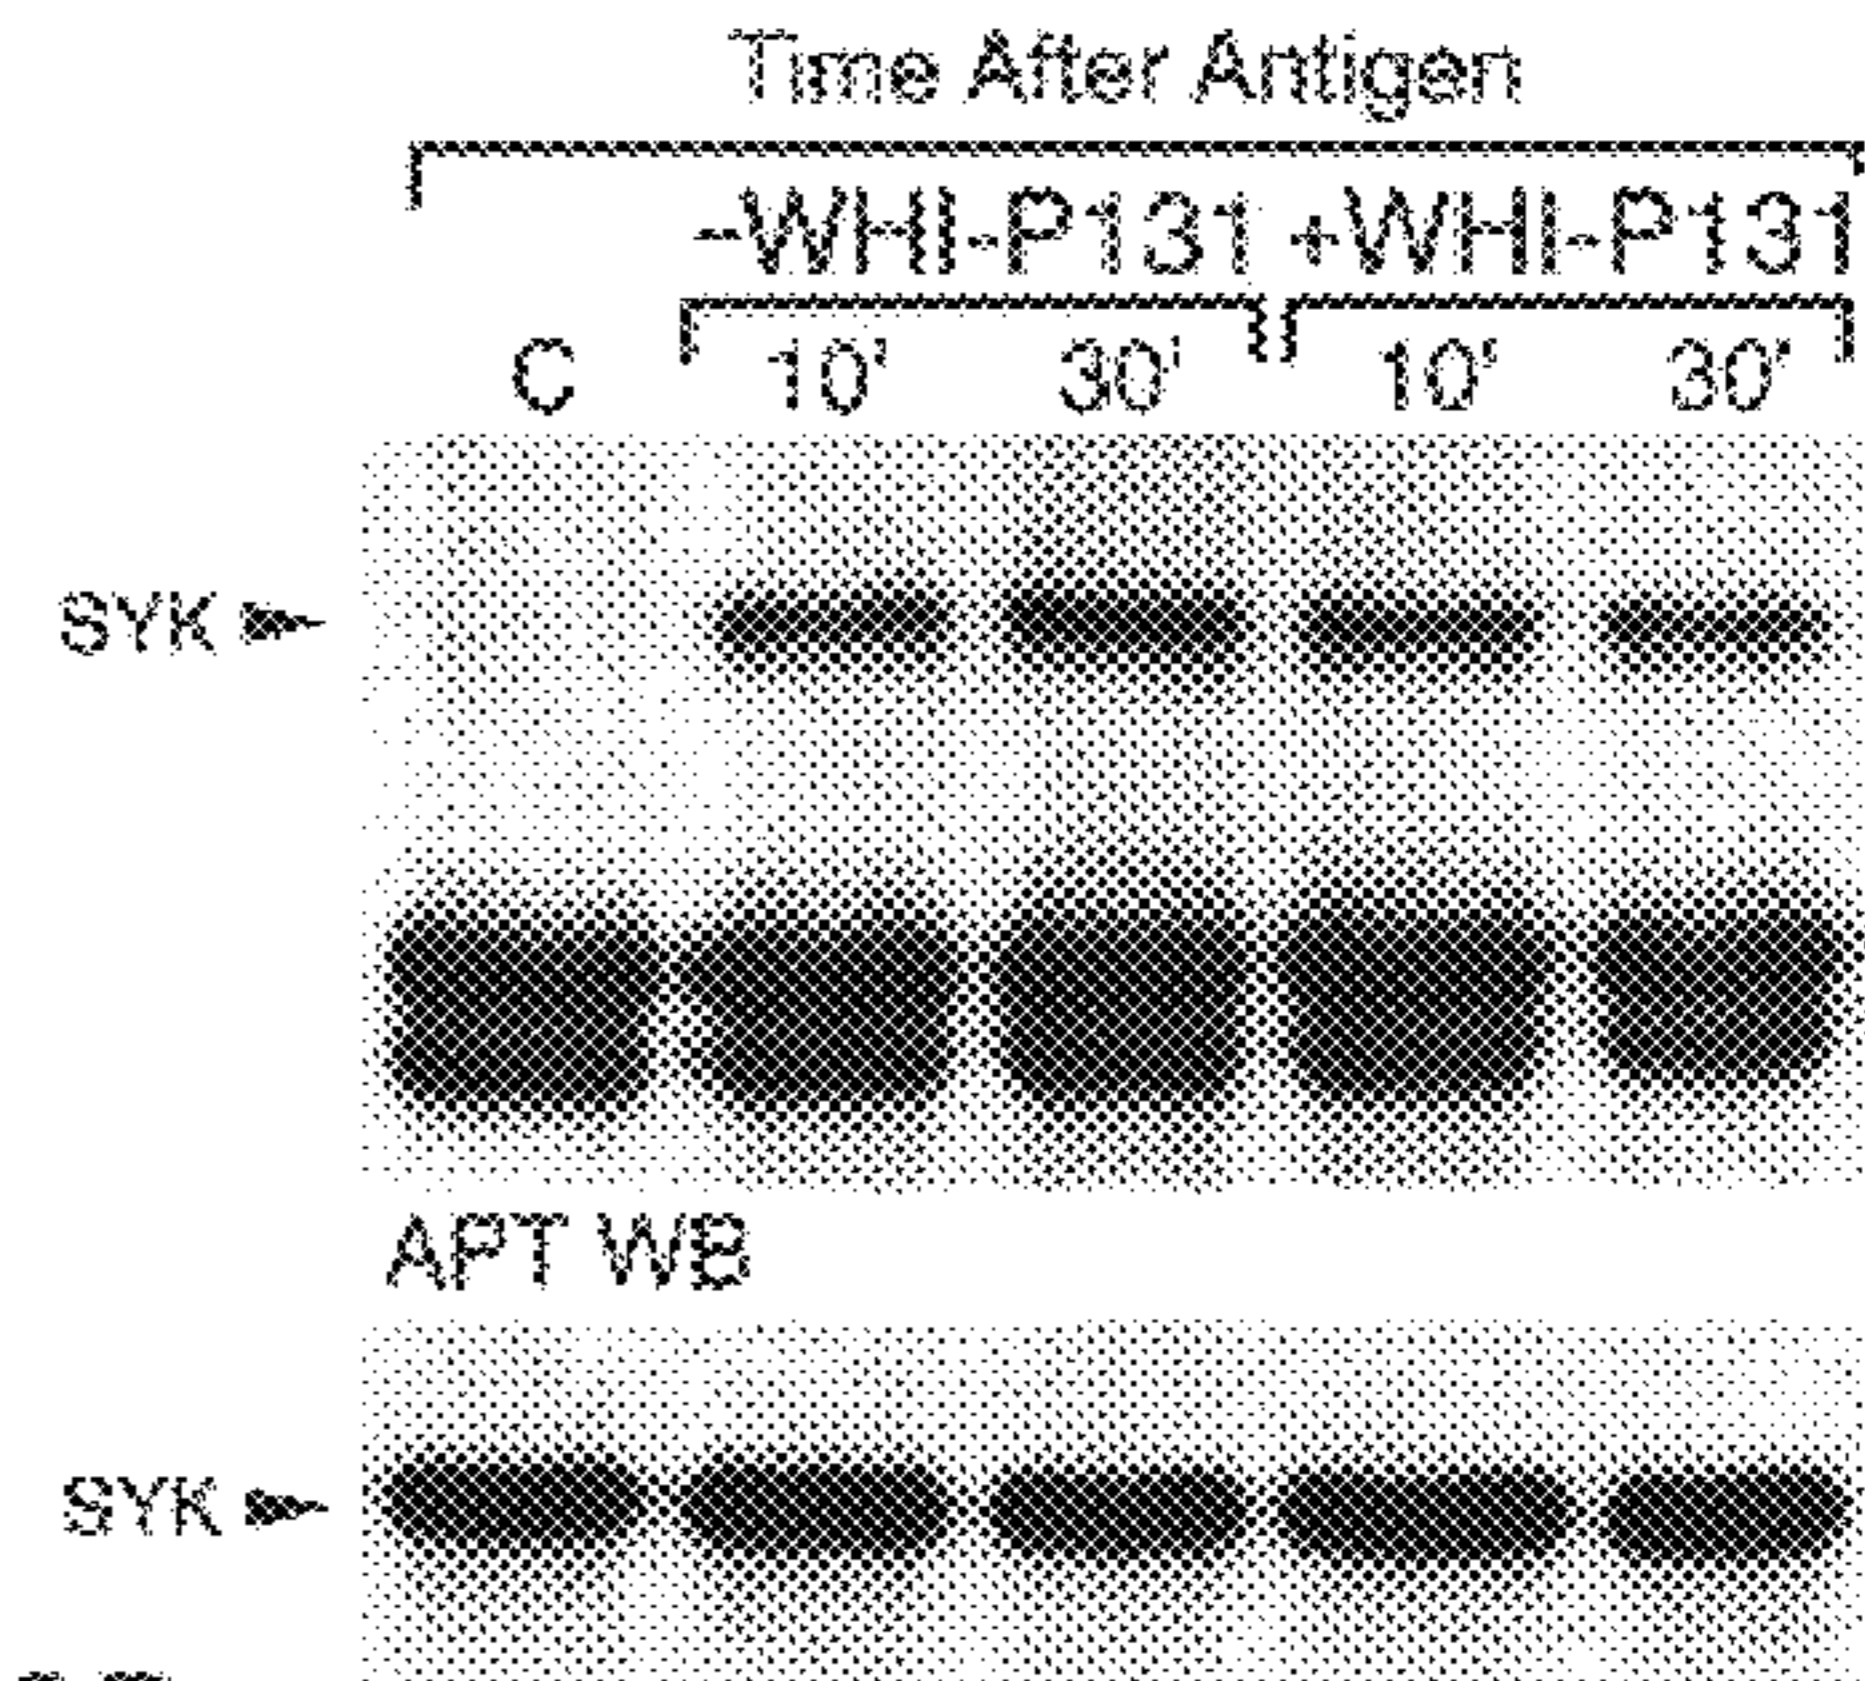 Time After Antigen
-WHI-P131 +WHI-P131
C 10' 30' 10' 30'
SYK
APT WB
SYK